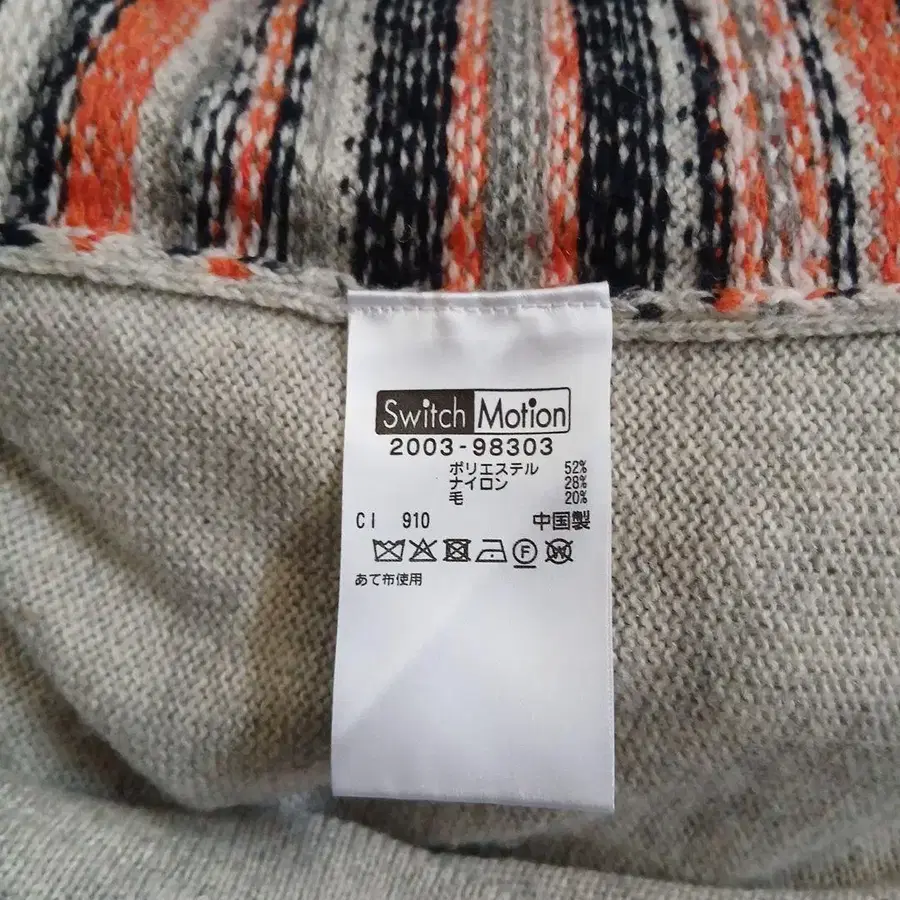 Switch Motion
2003-98303
ポリエステル 52%
ナイロン 28%
毛 20%
CI 910 中国製
F W
あて布使用